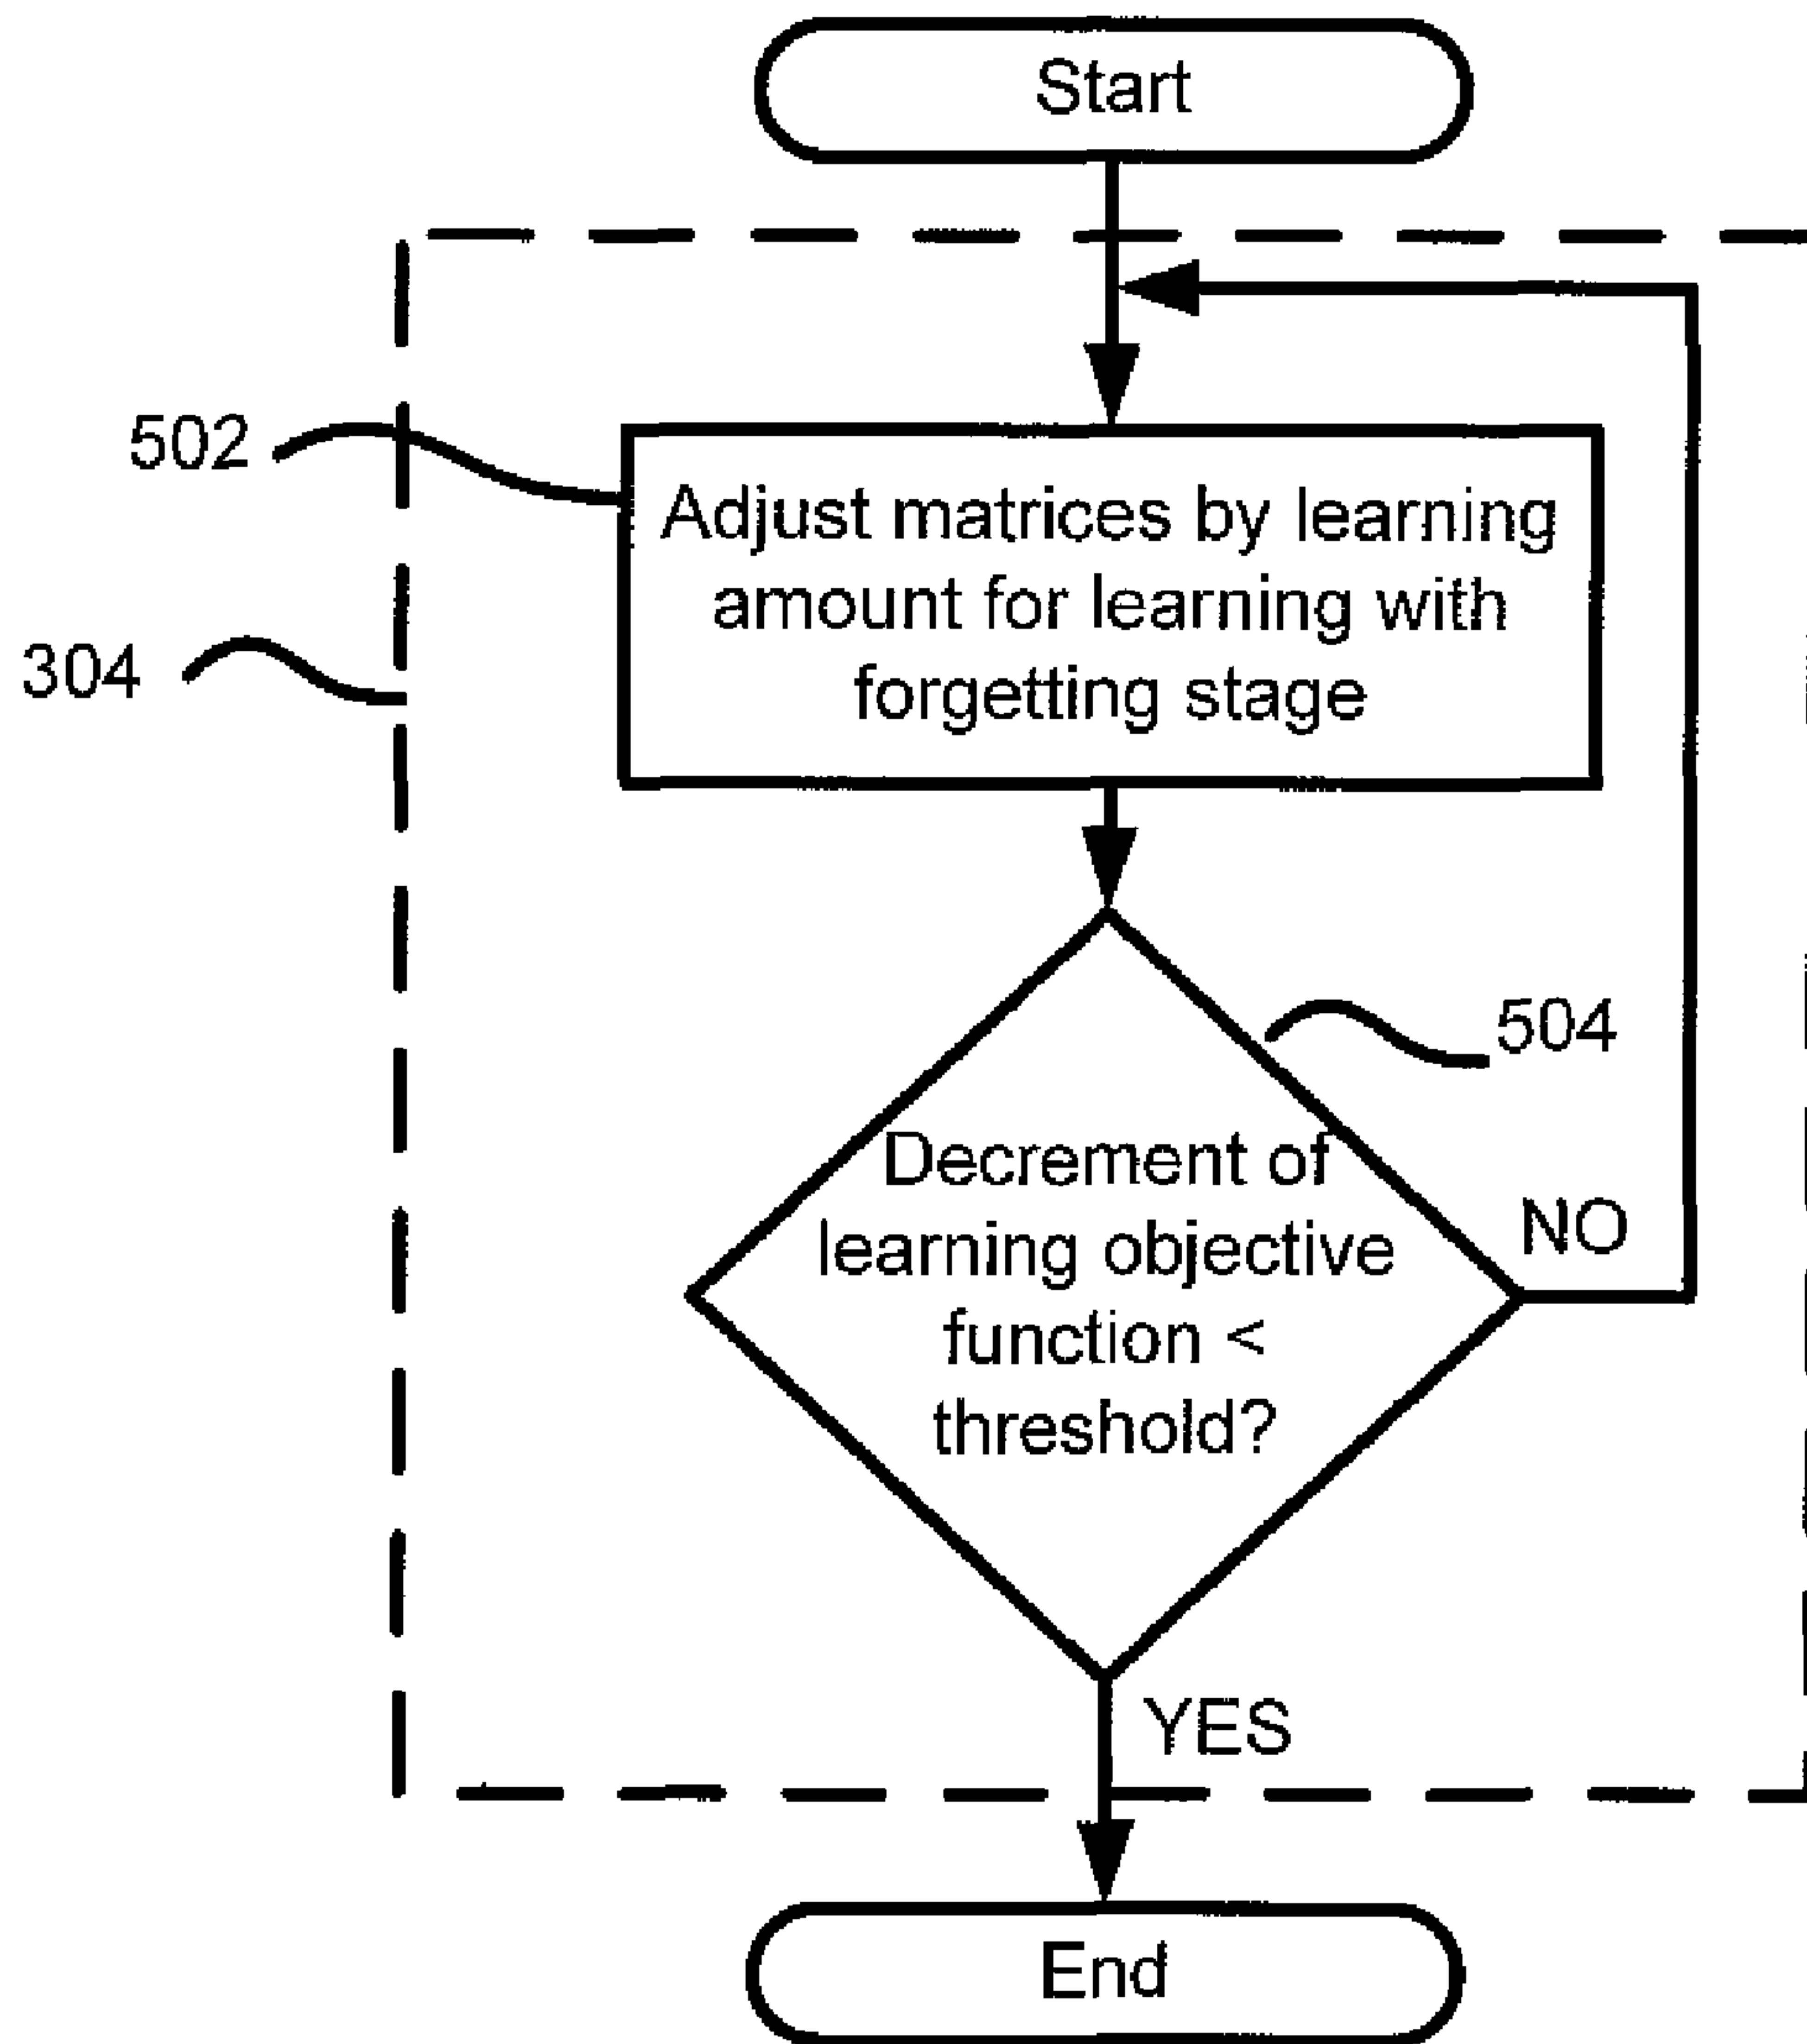 Start
502
Adjust matrices by learning
amount for learning with
forgetting stage
304
504
Decrement of
learning objective
function <
threshold?
NO
YES
End